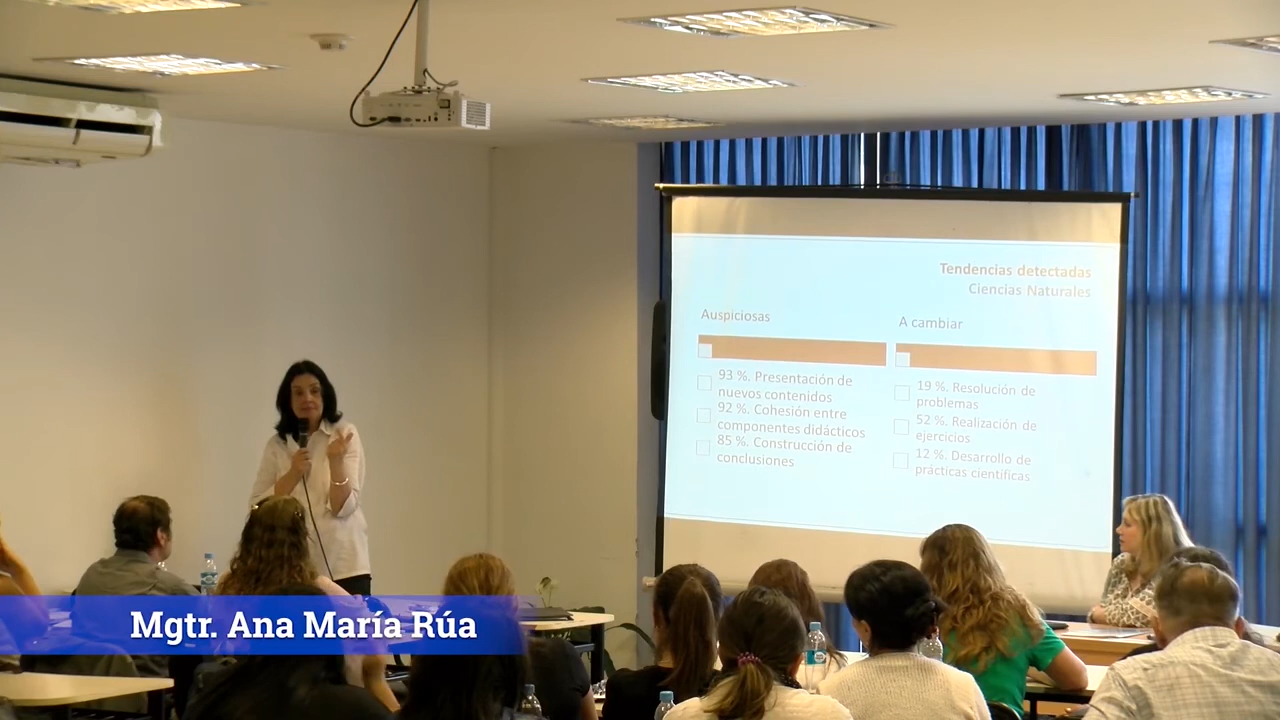 Tendencias detectadas
Ciencias Naturales
Auspiciosas
93 %. Presentación de
nuevos contenidos
92 %. Cohesión entre
componentes didácticos
85 %. Construcción de
conclusiones
A cambiar
19 %. Resolución de
problemas
52 %. Realización de
ejercicios
12 %. Desarrollo de
prácticas científicas
Mgtr. Ana María Rúa